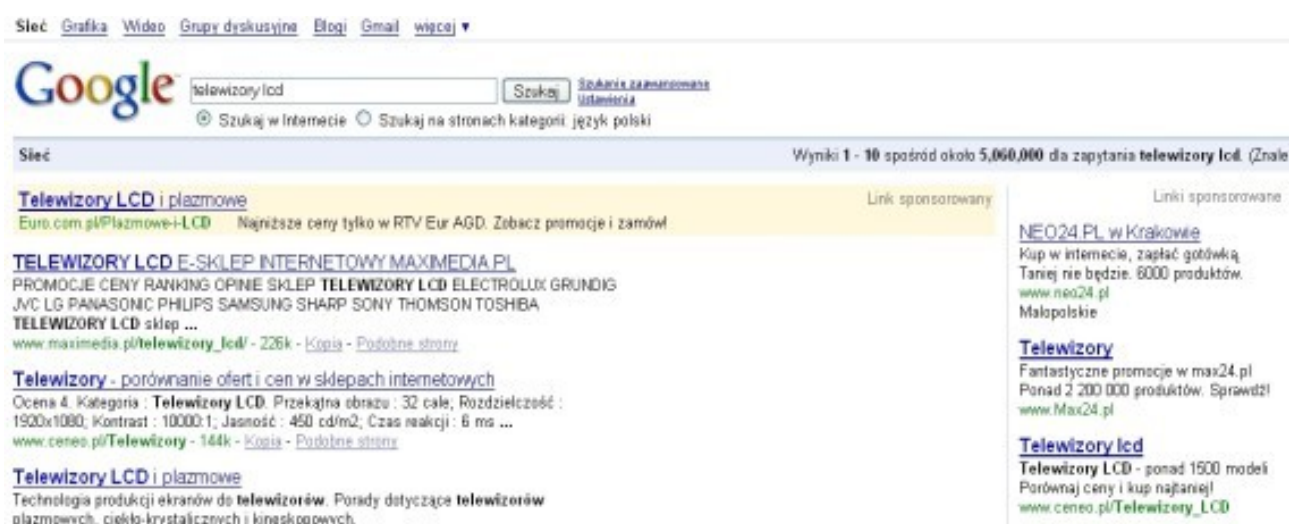 Sieć Grafika Wideo Grupy dyskusyjne Blogi Gmail więcej ▼
Google
telewizory lcd
Szukaj
Szukanie zaawansowane
Ustawienia
Szukaj w Internecie Szukaj na stronach kategorii: język polski
Sieć
Wyniki 1 - 10 spośród około 5,060,000 dla zapytania telewizory lcd. (Znale
Telewizory LCD i plazmowe
Link sponsorowany
Euro.com.pl/Plazmowe-i-LCD Najniższe ceny tylko w RTV Eur AGD. Zobacz promocje i zamów!
TELEWIZORY LCD E-SKLEP INTERNETOWY MAXIMEDIA.PL
PROMOCJE CENY RANKING OPINIE SKLEP TELEWIZORY LCD ELECTROLUX GRUNDIG
JVC LG PANASONIC PHILIPS SAMSUNG SHARP SONY THOMSON TOSHIBA
TELEWIZORY LCD sklep ...
www.maximedia.pl/telewizory_lcd/ - 226k - Kopia - Podobne strony
Telewizory - porównanie ofert i cen w sklepach internetowych
Ocena 4. Kategoria : Telewizory LCD. Przekątna obrazu : 32 cale; Rozdzielczość :
1920x1080; Kontrast : 10000:1; Jasność : 450 cd/m2; Czas reakcji : 6 ms ...
www.ceneo.pl/Telewizory - 144k - Kopia - Podobne strony
Telewizory LCD i plazmowe
Technologia produkcji ekranów do telewizorów. Porady dotyczące telewizorów
plazmowych, ciekło-krystalicznych i kineskopowych.
Linki sponsorowane
NEO24.PL w Krakowie
Kup w internecie, zapłać gotówką
Taniej nie będzie. 6000 produktów.
www.neo24.pl
Małopolskie
Telewizory
Fantastyczne promocje w max24.pl
Ponad 2 200 000 produktów. Sprawdź!
www.Max24.pl
Telewizory lcd
Telewizory LCD - ponad 1500 modeli
Porównaj ceny i kup najtaniej!
www.ceneo.pl/Telewizory_LCD